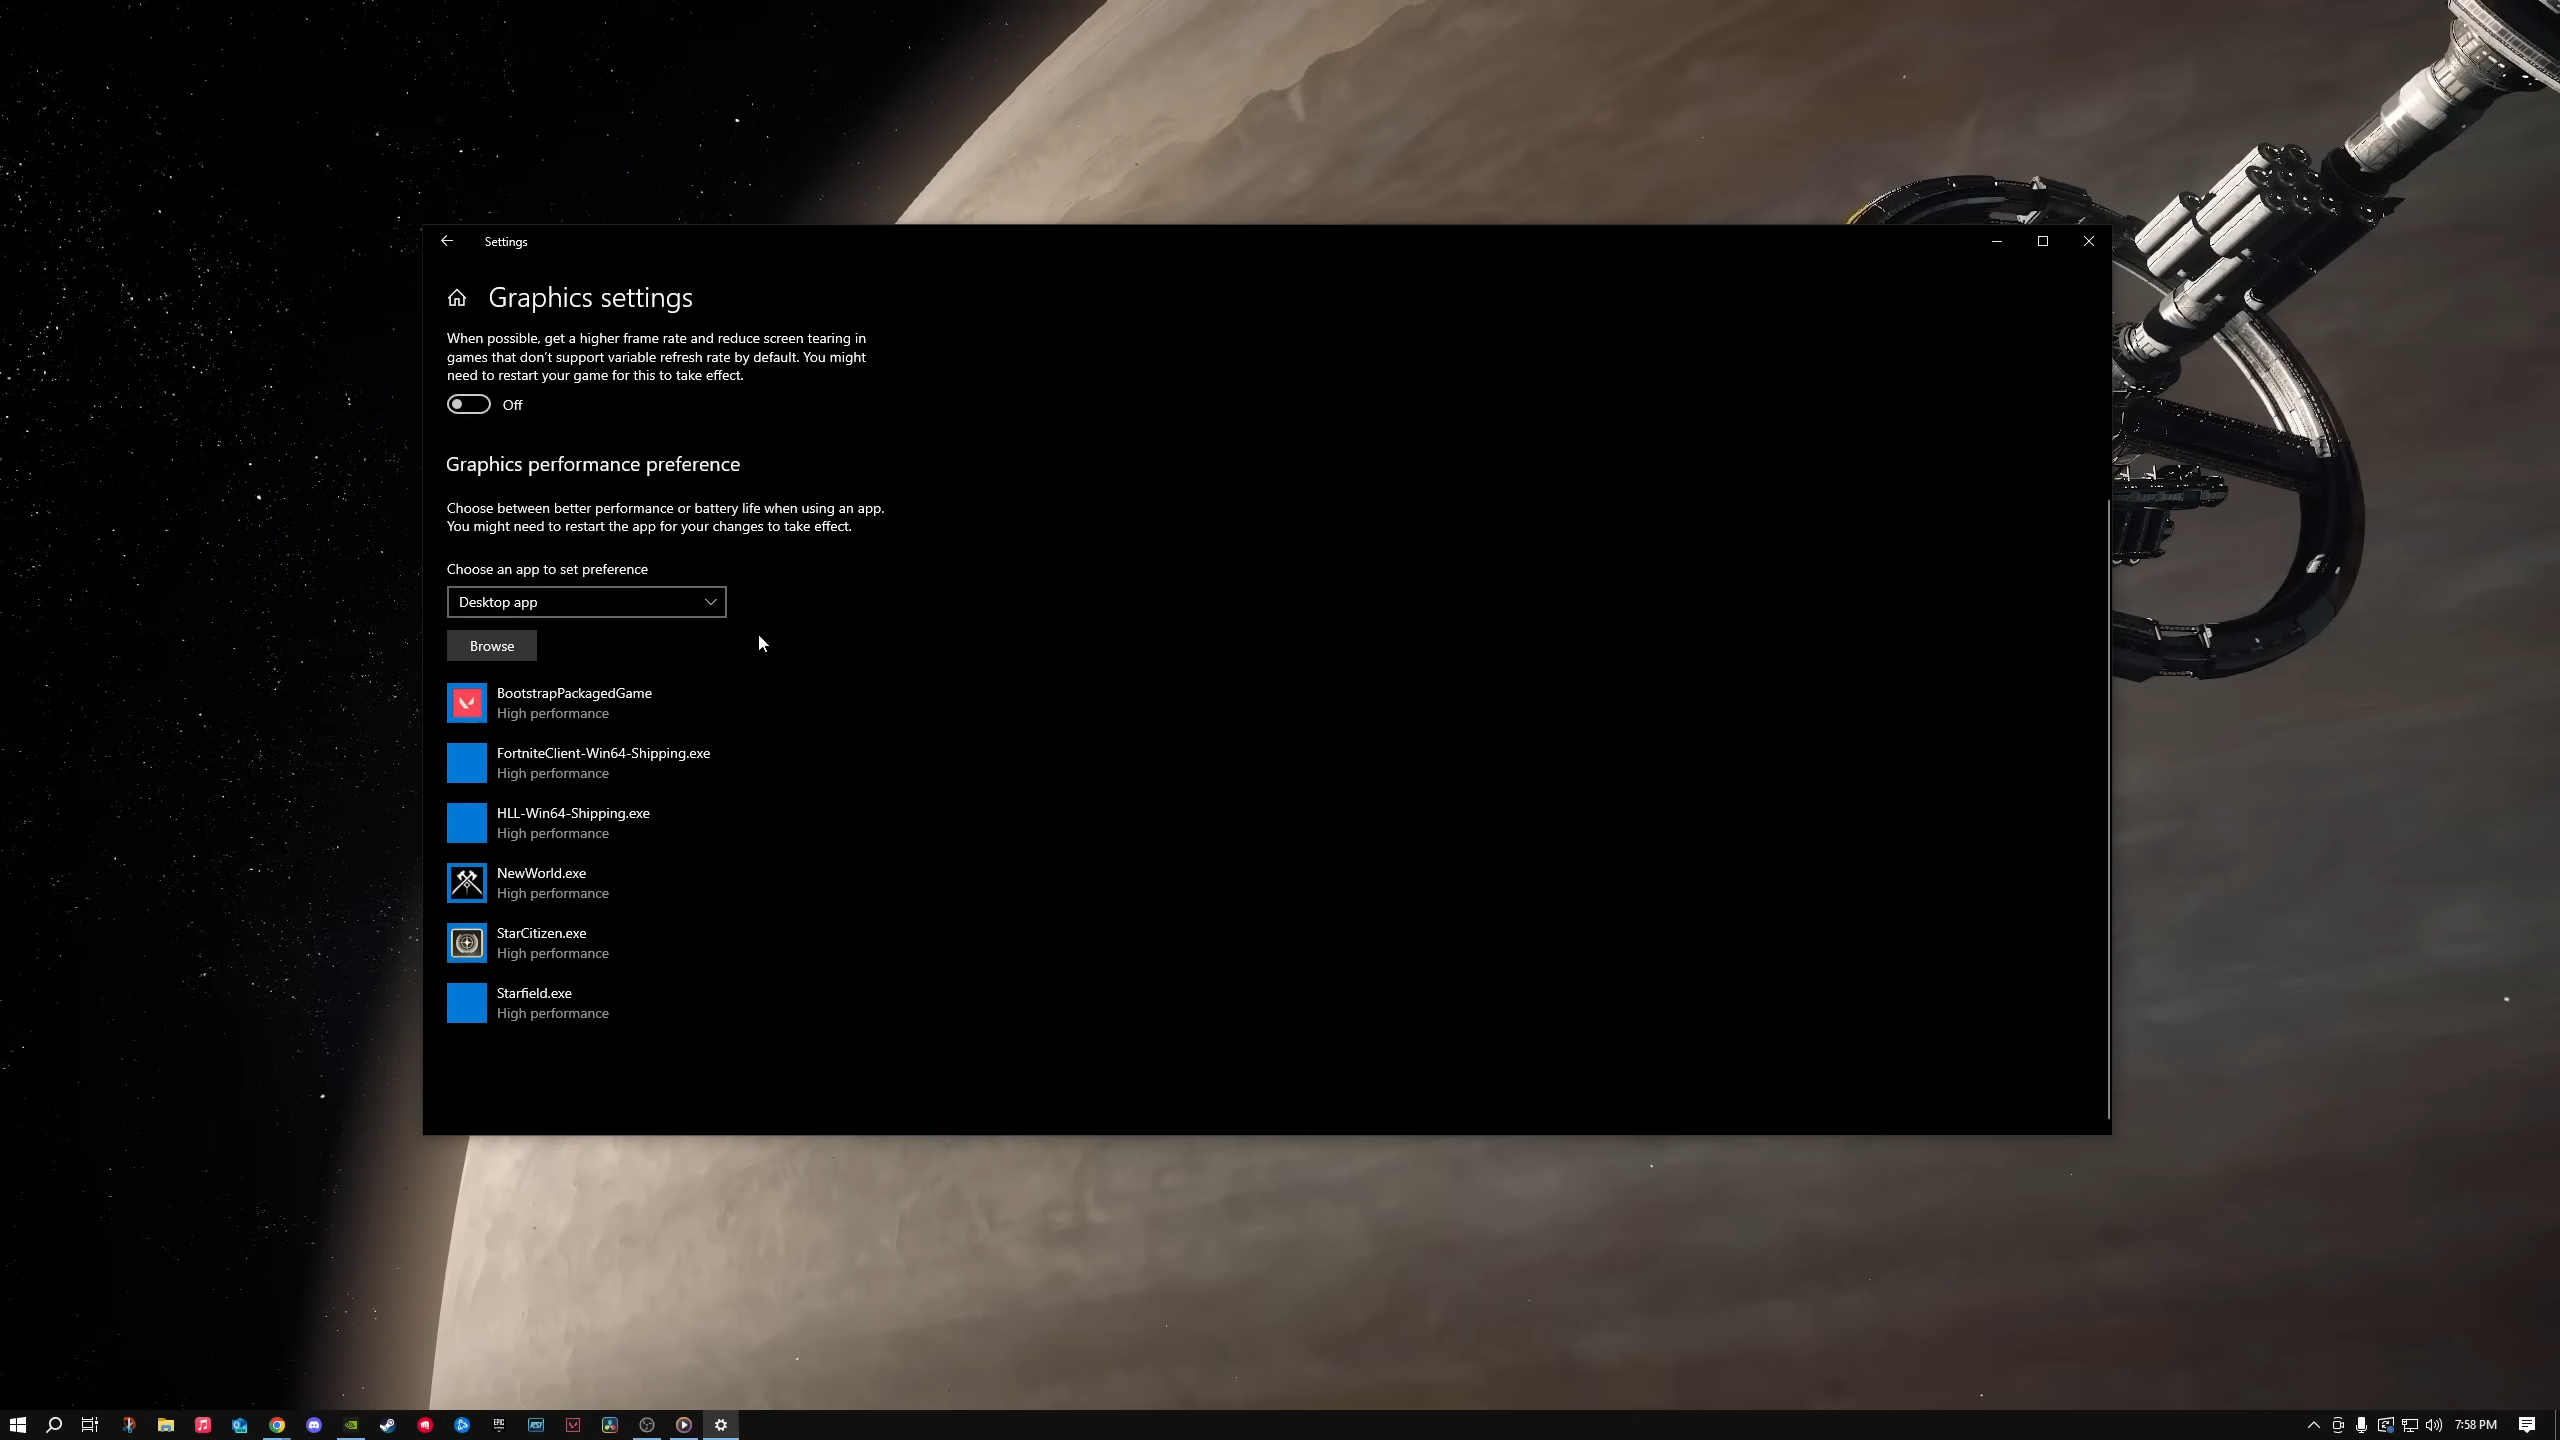 Settings
Graphics settings
When possible, get a higher frame rate and reduce screen tearing in
games that don't support variable refresh rate by default. You might
need to restart your game for this to take effect.
Off
Graphics performance preference
Choose between better performance or battery life when using an app.
You might need to restart the app for your changes to take effect.
Choose an app to set preference
Desktop app
Browse
BootstrapPackagedGame
High performance
FortniteClient-Win64-Shipping.exe
High performance
HLL-Win64-Shipping.exe
High performance
NewWorld.exe
High performance
StarCitizen.exe
High performance
Starfield.exe
High performance
EPIC
RSI
7:58 PM